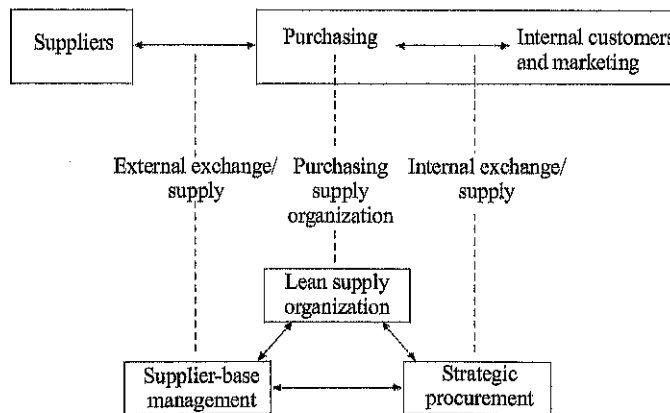 Suppliers
Purchasing
Internal customers
and marketing
External exchange/
supply
Purchasing
supply
organization
Internal exchange/
supply
Lean supply
organization
Supplier-base
management
Strategic
procurement